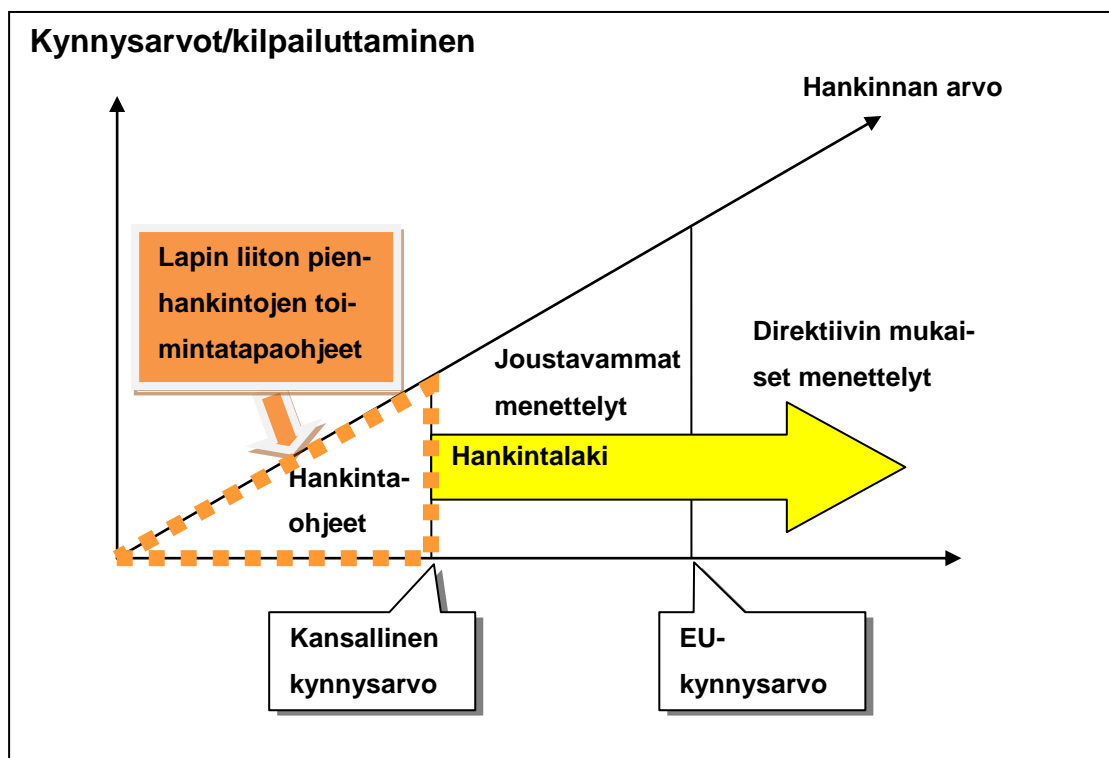 Kynnysarvot/kilpailuttaminen
Hankinnan arvo
Lapin liiton pien-
hankintojen toi-
mintatapaohjeet
Joustavammat
menettelyt
Direktiivin mukai-
set menettelyt
Hankintalaki
Hankinta-
ohjeet
Kansallinen
kynnysarvo
EU-
kynnysarvo